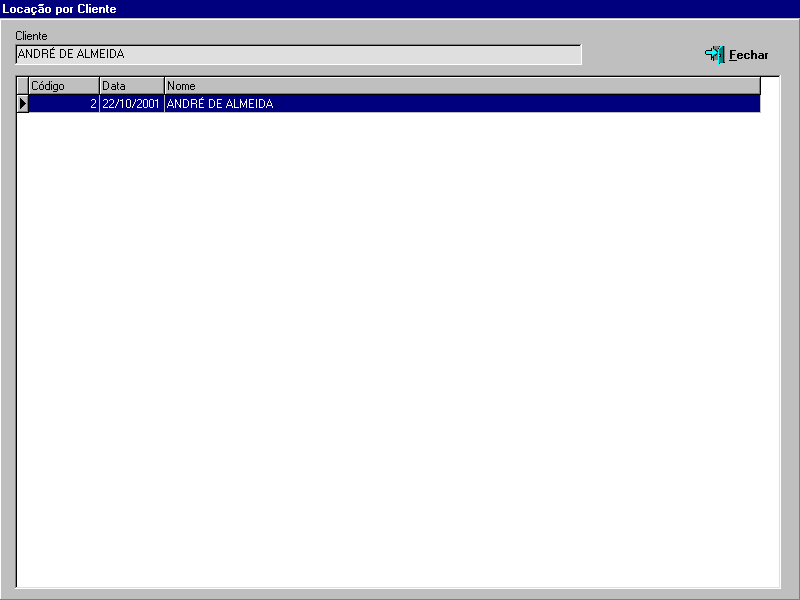 Locação por Cliente
Cliente
ANDRÉ DE ALMEIDA
Fechar
Código Data Nome
2 22/10/2001 ANDRÉ DE ALMEIDA